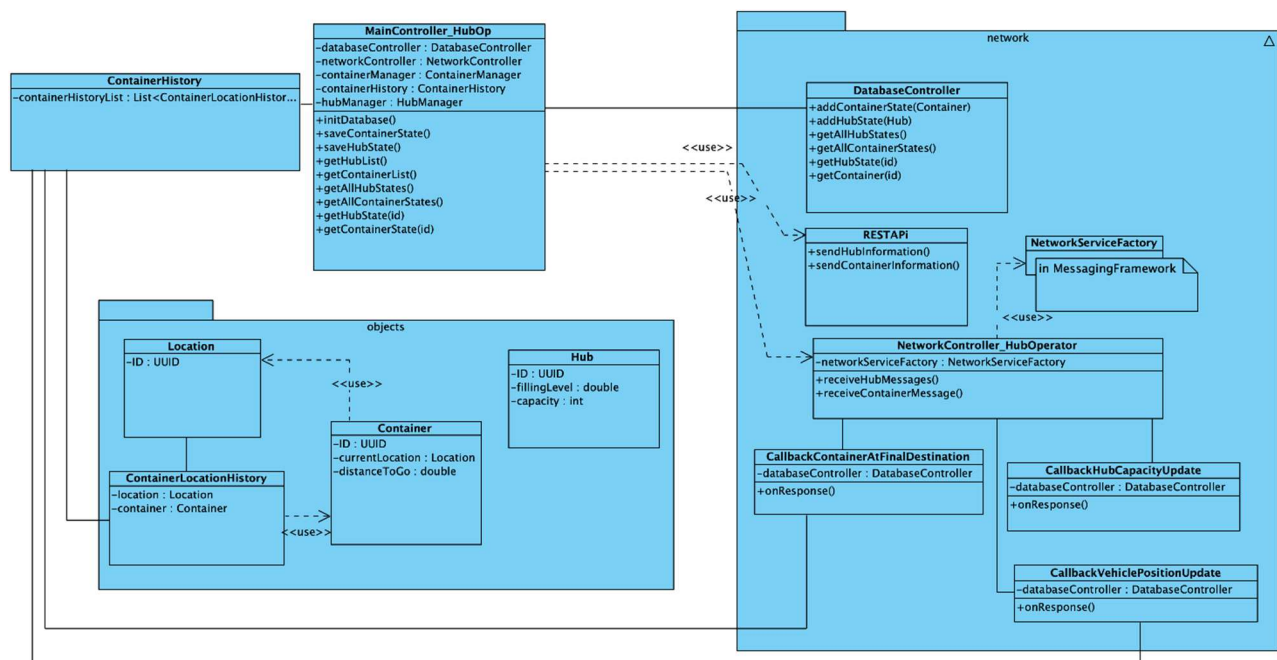 network
MainController_HubOp
-databaseController : DatabaseController
-networkController : NetworkController
-containerManager : ContainerManager
-containerHistory : ContainerHistory
-hubManager : HubManager
+initDatabase()
+saveContainerState()
+saveHubState()
+getHubList()
+getContainerList()
+getAllHubStates()
+getAllContainerStates()
+getHubState(id)
+getContainerState(id)
ContainerHistory
-containerHistoryList : List<ContainerLocationHistor...
DatabaseController
+addContainerState(Container)
+addHubState(Hub)
+getAllHubStates()
+getAllContainerStates()
+getHubState(id)
+getContainer(id)
<<use>>
<<use>>
RESTAPi
+sendHubInformation()
+sendContainerInformation()
NetworkServiceFactory
in MessagingFramework
<<use>>
objects
Location
-ID : UUID
<<use>>
Hub
-ID : UUID
-fillingLevel : double
-capacity : int
Container
-ID : UUID
-currentLocation : Location
-distanceToGo : double
ContainerLocationHistory
-location : Location
-container : Container
<<use>>
NetworkController_HubOperator
-networkServiceFactory : NetworkServiceFactory
+receiveHubMessages()
+receiveContainerMessage()
CallbackContainerAtFinalDestination
-databaseController : DatabaseController
+onResponse()
CallbackHubCapacityUpdate
-databaseController : DatabaseController
+onResponse()
CallbackVehiclePositionUpdate
-databaseController : DatabaseController
+onResponse()